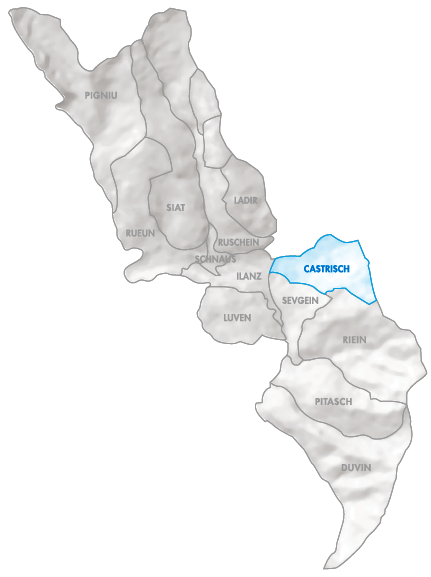 PIGNIU
SIAT
LADIR
RUEUN
RUSCHEIN
SCHNAUS
CASTRISCH
ILANZ
SEVGEIN
LUVEN
RIEIN
PITASCH
DUVIN